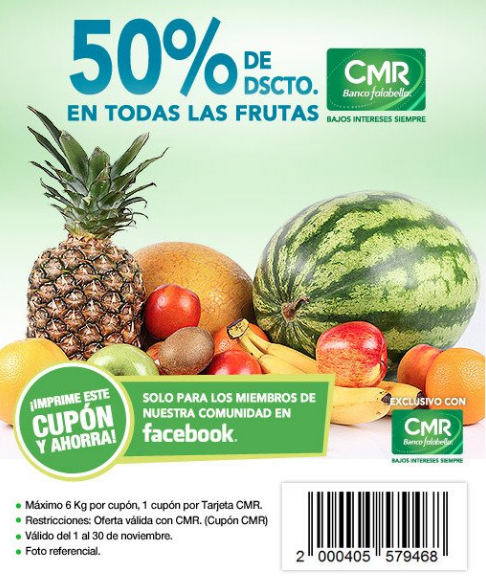 50% DE
DSCTO.
EN TODAS LAS FRUTAS
CMR
Banco falabella.
BAJOS INTERESES SIEMPRE
¡IMPRIME ESTE
CUPÓN
Y AHORRA!
SOLO PARA LOS MIEMBROS DE
NUESTRA COMUNIDAD EN
facebook.
EXCLUSIVO CON
CMR
Banco falabella.
BAJOS INTERESES SIEMPRE
• Máximo 6 Kg por cupón, 1 cupón por Tarjeta CMR.
• Restricciones: Oferta válida con CMR. (Cupón CMR)
• Válido del 1 al 30 de noviembre.
• Foto referencial.
2 000405 579468